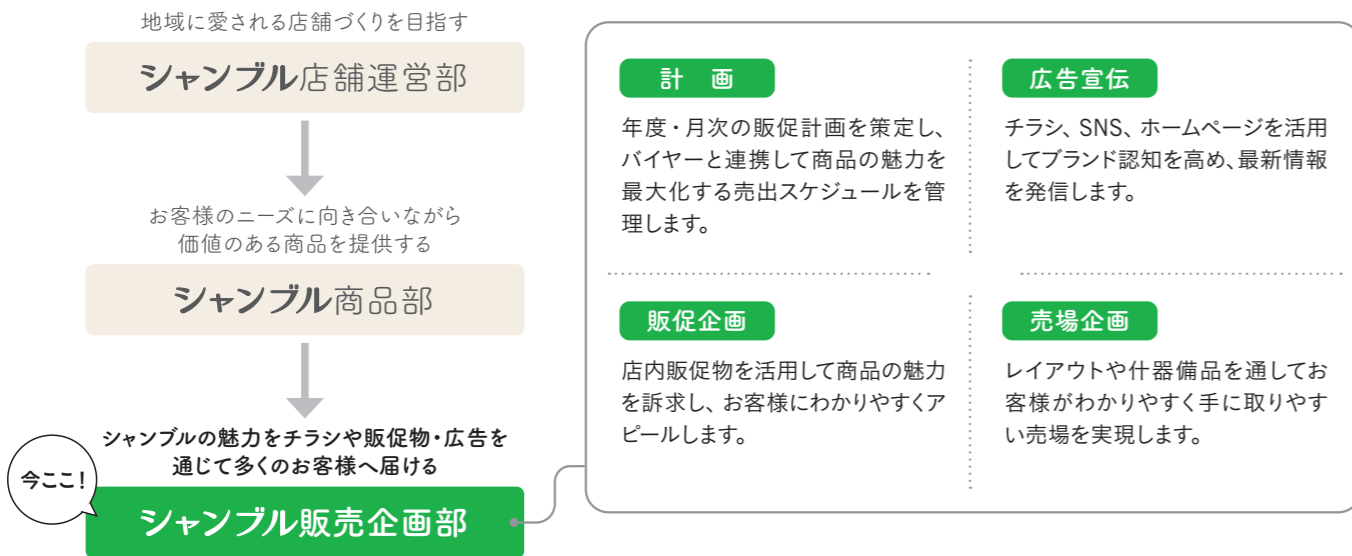 地域に愛される店舗づくりを目指す
シャンブル店舗運営部
お客様のニーズに向き合いながら
価値のある商品を提供する
シャンブル商品部
シャンブルの魅力をチラシや販促物・広告を
通じて多くのお客様へ届ける
今ここ!
シャンブル販売企画部
計　画
年度・月次の販促計画を策定し、
バイヤーと連携して商品の魅力を
最大化する売出スケジュールを管
理します。
広告宣伝
チラシ、SNS、ホームページを活用
してブランド認知を高め、最新情報
を発信します。
販促企画
店内販促物を活用して商品の魅力
を訴求し、お客様にわかりやすくア
ピールします。
売場企画
レイアウトや什器備品を通してお
客様がわかりやすく手に取りやす
い売場を実現します。